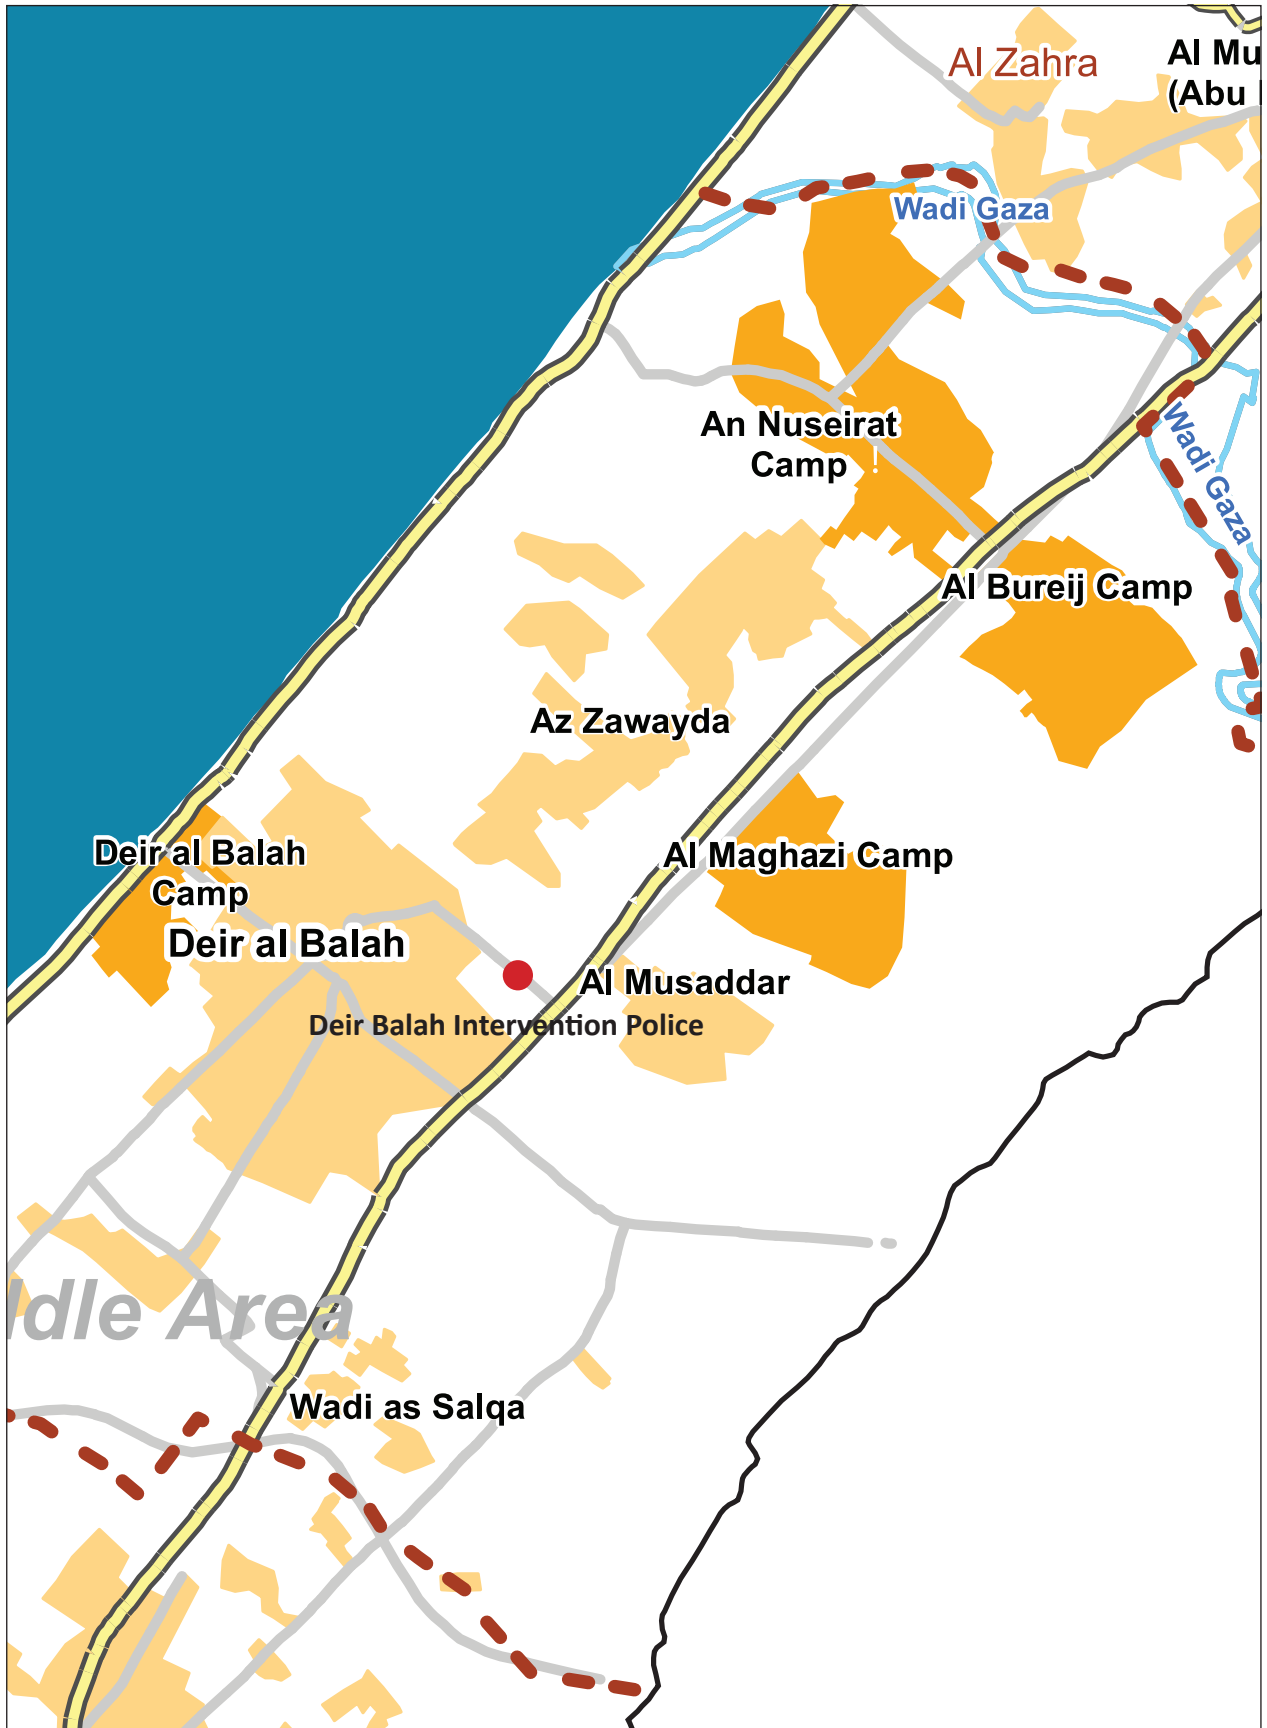 Al Zahra
Al Mu
(Abu
Wadi Gaza
Wadi Gaza
An Nuseirat
Camp
Al Bureij Camp
Az Zawayda
Deir al Balah
Camp
Al Maghazi Camp
Deir al Balah
Al Musaddar
Deir Balah Intervention Police
ldle Area
Wadi as Salqa